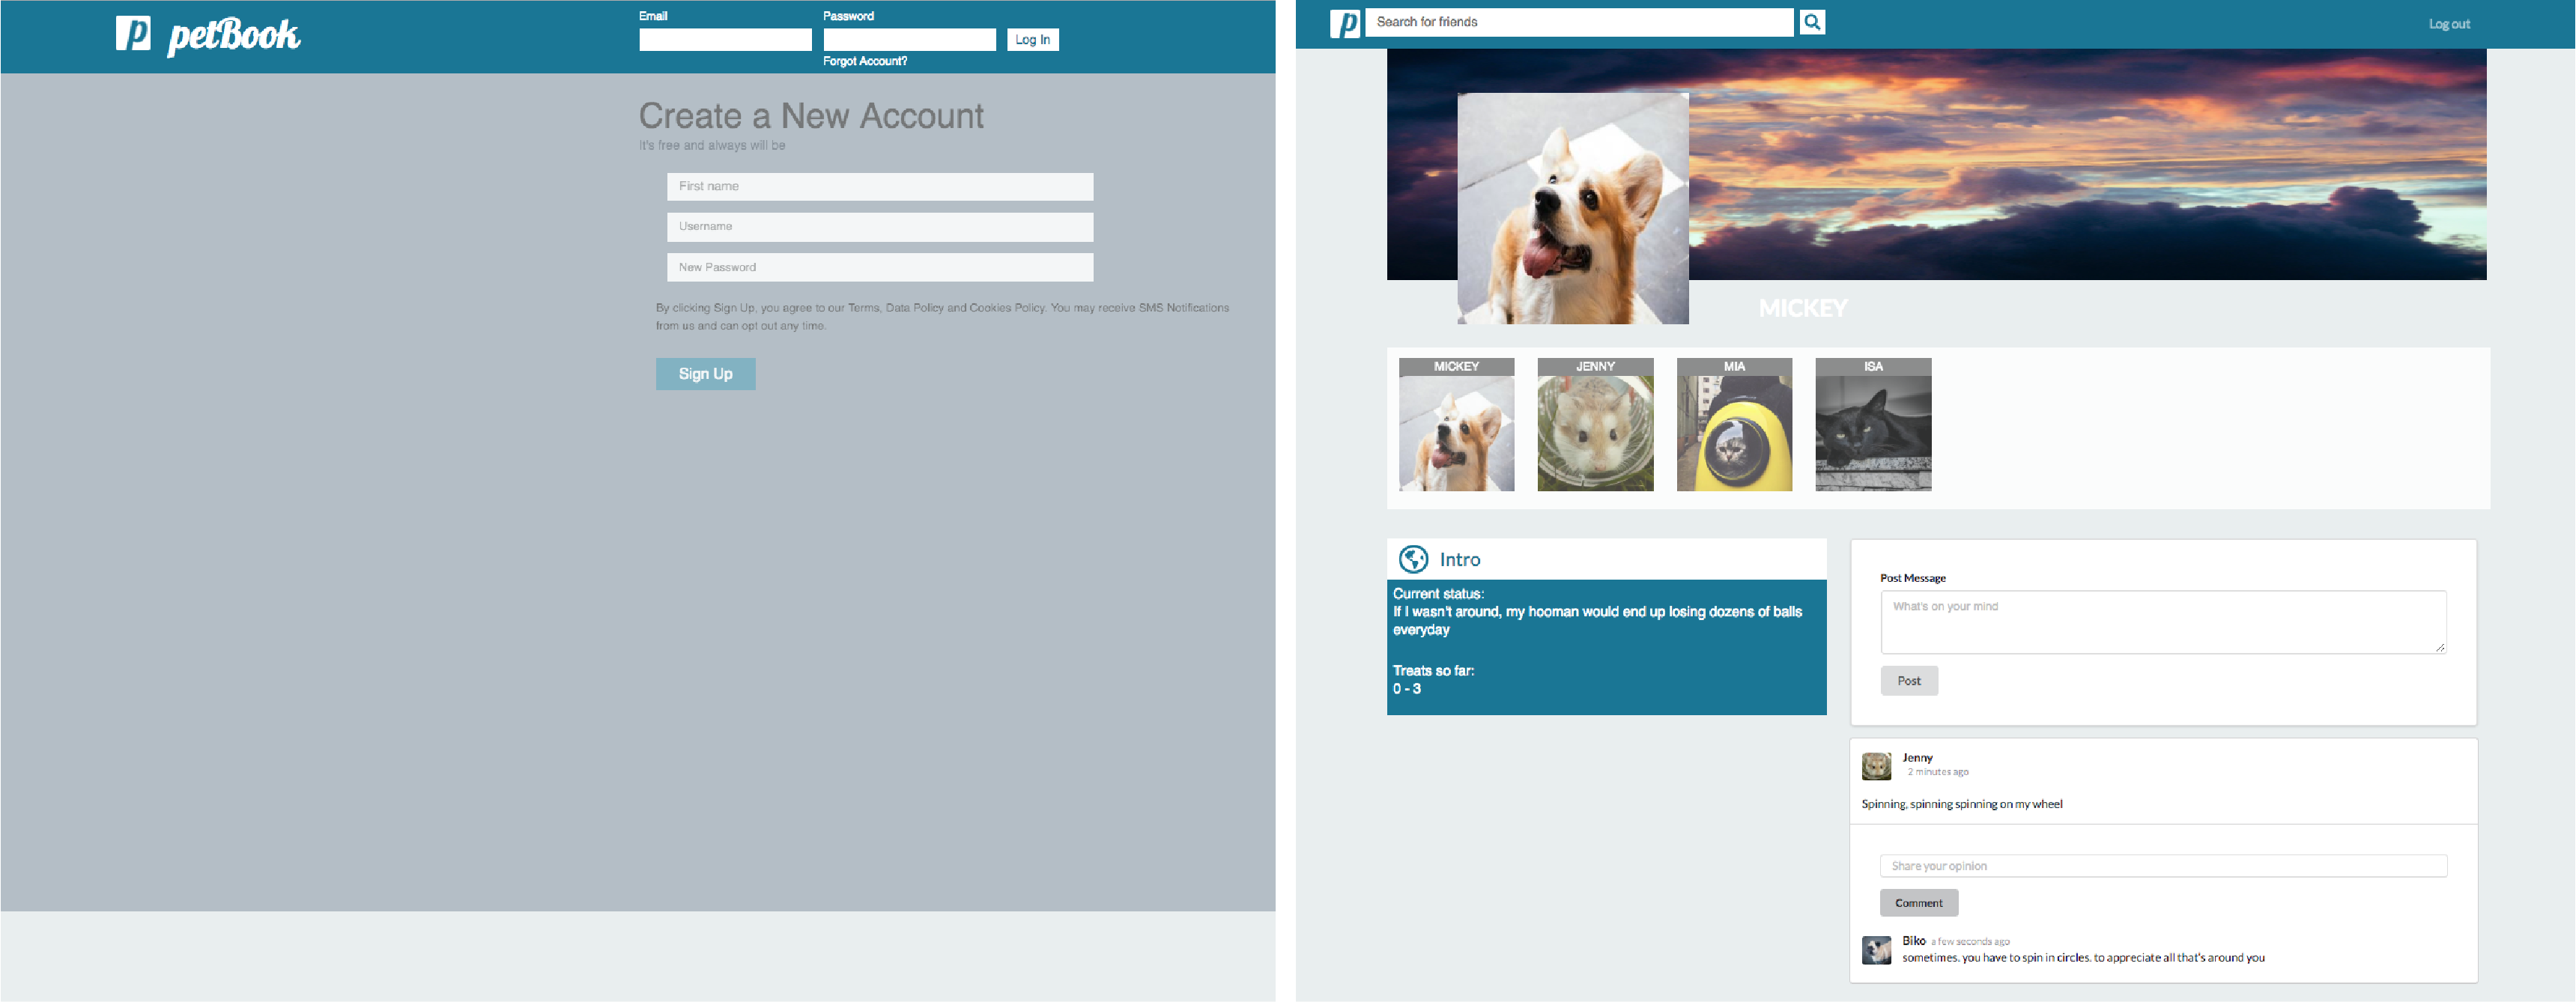 p petBook
Email
Password
Log In
Forgot Account?
Create a New Account
It's free and always will be
First name
Username
New Password
By clicking Sign Up, you agree to our Terms, Data Policy and Cookies Policy. You may receive SMS Notifications
from us and can opt out any time.
Sign Up
p
Search for friends
Log out
MICKEY
MICKEY
JENNY
MIA
ISA
Intro
Current status:
If I wasn't around, my hooman would end up losing dozens of balls
everyday
Treats so far:
0 - 3
Post Message
What's on your mind
Post
Jenny
2 minutes ago
Spinning, spinning spinning on my wheel
Share your opinion
Comment
Biko a few seconds ago
sometimes. you have to spin in circles. to appreciate all that's around you